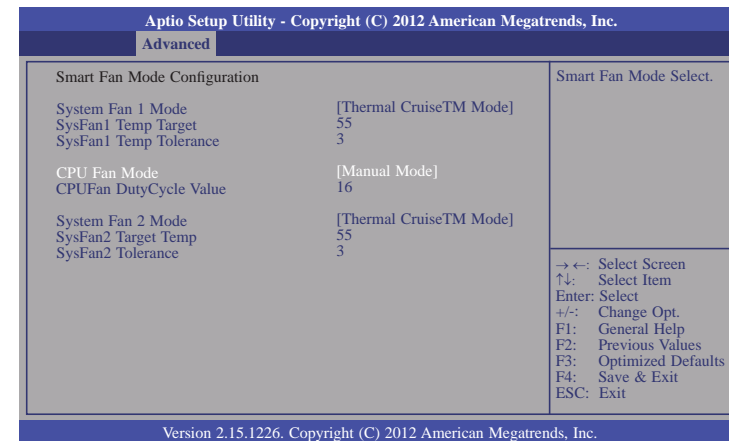 Aptio Setup Utility - Copyright (C) 2012 American Megatrends, Inc.
Advanced
Smart Fan Mode Configuration
System Fan 1 Mode [Thermal CruiseTM Mode]
SysFan1 Temp Target 55
SysFan1 Temp Tolerance 3
CPU Fan Mode [Manual Mode]
CPUFan DutyCycle Value 16
System Fan 2 Mode [Thermal CruiseTM Mode]
SysFan2 Target Temp 55
SysFan2 Tolerance 3
Smart Fan Mode Select.
→←: Select Screen
↑↓: Select Item
Enter: Select
+/-: Change Opt.
F1: General Help
F2: Previous Values
F3: Optimized Defaults
F4: Save & Exit
ESC: Exit
Version 2.15.1226. Copyright (C) 2012 American Megatrends, Inc.